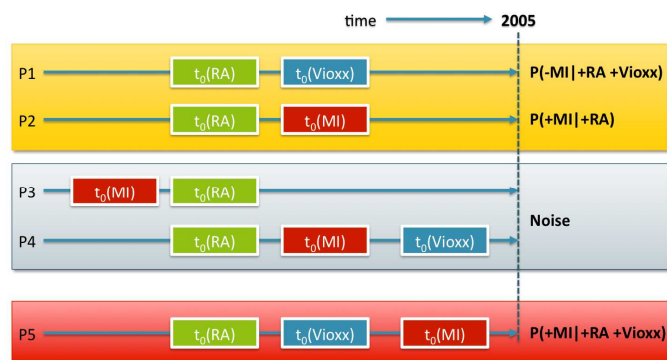 time 2005
P1 t₀(RA) t₀(Vioxx) P(-MI|+RA +Vioxx)
P2 t₀(RA) t₀(MI) P(+MI|+RA)
P3 t₀(MI) t₀(RA)
Noise
P4 t₀(RA) t₀(MI) t₀(Vioxx)
P5 t₀(RA) t₀(Vioxx) t₀(MI) P(+MI|+RA +Vioxx)